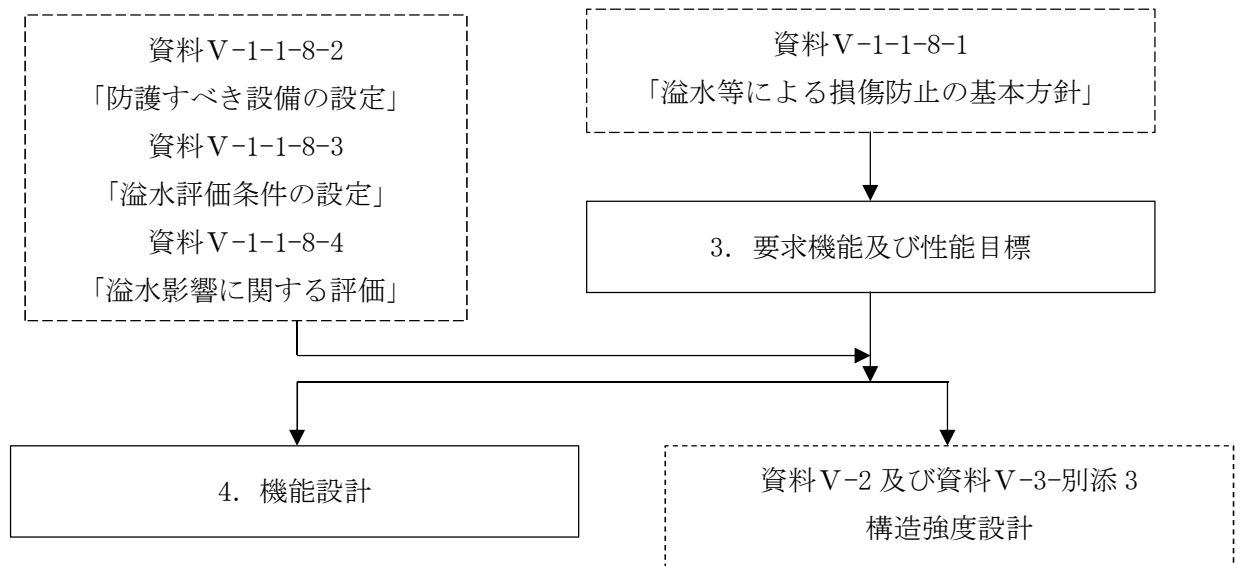 資料Ⅴ-1-1-8-2
「防護すべき設備の設定」
資料Ⅴ-1-1-8-3
「溢水評価条件の設定」
資料Ⅴ-1-1-8-4
「溢水影響に関する評価」
資料Ⅴ-1-1-8-1
「溢水等による損傷防止の基本方針」
3. 要求機能及び性能目標
4. 機能設計
資料Ⅴ-2 及び資料Ⅴ-3-別添 3
構造強度設計